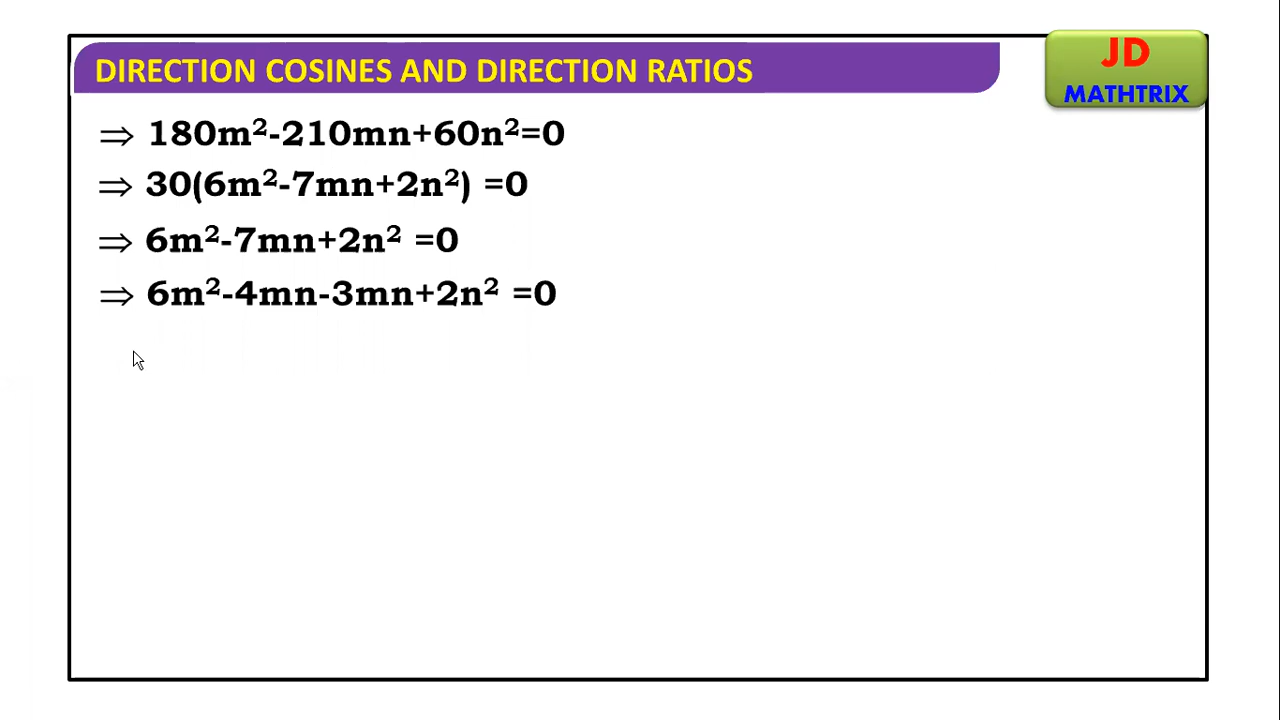 DIRECTION COSINES AND DIRECTION RATIOS
JD
MATHTRIX
⇒ 180m²-210mn+60n²=0
⇒ 30(6m²-7mn+2n²) =0
⇒ 6m²-7mn+2n² =0
⇒ 6m²-4mn-3mn+2n² =0